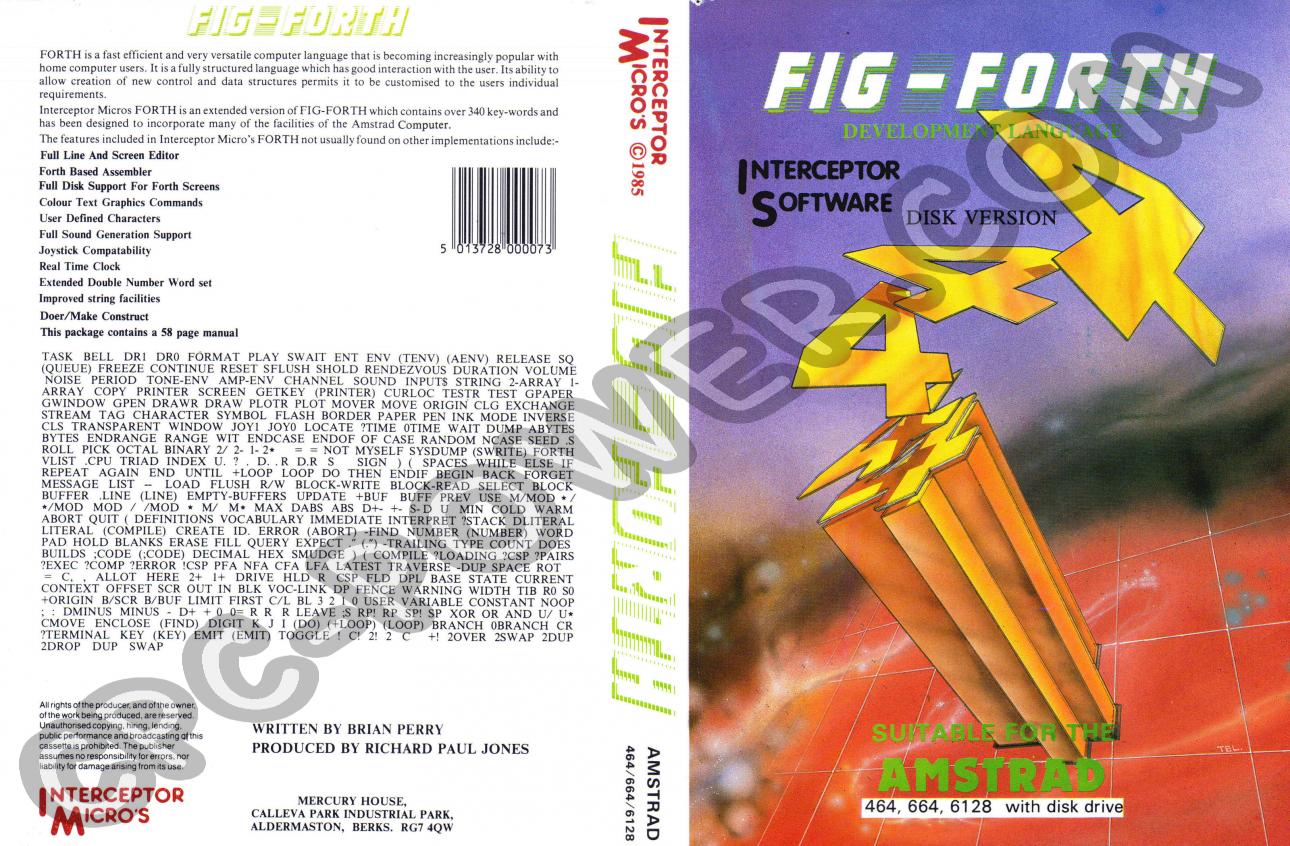 FIG-FORTH
FORTH is a fast efficient and very versatile computer language that is becoming increasingly popular with
home computer users. It is a fully structured language which has good interaction with the user. Its ability to
allow creation of new control and data structures permits it to be customised to the users individual
requirements.
Interceptor Micros FORTH is an extended version of FIG-FORTH which contains over 340 key-words and
has been designed to incorporate many of the facilities of the Amstrad Computer.
The features included in Interceptor Micro's FORTH not usually found on other implementations include:-
Full Line And Screen Editor
Forth Based Assembler
Full Disk Support For Forth Screens
Colour Text Graphics Commands
User Defined Characters
Full Sound Generation Support
Joystick Compatability
Real Time Clock
Extended Double Number Word set
Improved string facilities
Doer/Make Construct
This package contains a 58 page manual
5 013728 000073
TASK BELL DR1 DR0 FORMAT PLAY SWAIT ENT ENV (TENV) (AENV) RELEASE SQ
(QUEUE) FREEZE CONTINUE RESET SFLUSH SHOLD RENDEZVOUS DURATION VOLUME
NOISE PERIOD TONE-ENV AMP-ENV CHANNEL SOUND INPUT$ STRING 2-ARRAY 1-
ARRAY COPY PRINTER SCREEN GETKEY (PRINTER) CURLOC TESTR TEST GPAPER
GWINDOW GPEN DRAWR DRAW PLOTR PLOT MOVER MOVE ORIGIN CLG EXCHANGE
STREAM TAG CHARACTER SYMBOL FLASH BORDER PAPER PEN INK MODE INVERSE
CLS TRANSPARENT WINDOW JOY1 JOY0 LOCATE ?TIME 0TIME WAIT DUMP ABYTES
BYTES ENDRANGE RANGE WIT ENDCASE ENDOF OF CASE RANDOM NCASE SEED .S
ROLL PICK OCTAL BINARY 2/ 2- 1- 2* = = NOT MYSELF SYSDUMP (SWRITE) FORTH
VLIST .CPU TRIAD INDEX U. ? . D. .R D.R S SIGN ) ( SPACES WHILE ELSE IF
REPEAT AGAIN END UNTIL +LOOP LOOP DO THEN ENDIF BEGIN BACK FORGET
MESSAGE LIST -- LOAD FLUSH R/W BLOCK-WRITE BLOCK-READ SELECT BLOCK
BUFFER .LINE (LINE) EMPTY-BUFFERS UPDATE +BUF BUFF PREV USE M/MOD */
*/MOD MOD / /MOD * M/ M* MAX DABS ABS D+- +- S-D U MIN COLD WARM
ABORT QUIT ( DEFINITIONS VOCABULARY IMMEDIATE INTERPRET ?STACK DLITERAL
LITERAL (COMPILE) CREATE ID. ERROR (ABORT) -FIND NUMBER (NUMBER) WORD
PAD HOLD BLANKS ERASE FILL QUERY EXPECT ." (.") -TRAILING TYPE COUNT DOES
BUILDS ;CODE (;CODE) DECIMAL HEX SMUDGE COMPILE ?LOADING ?CSP ?PAIRS
?EXEC ?COMP ?ERROR !CSP PFA NFA CFA LFA LATEST TRAVERSE -DUP SPACE ROT
= C, , ALLOT HERE 2+ 1+ DRIVE HLD R CSP FLD DPL BASE STATE CURRENT
CONTEXT OFFSET SCR OUT IN BLK VOC-LINK DP FENCE WARNING WIDTH TIB R0 S0
+ORIGIN B/SCR B/BUF LIMIT FIRST C/L BL 3 2 1 0 USER VARIABLE CONSTANT NOOP
; : DMINUS MINUS - D+ + 0 0= R R R LEAVE ;S RP! RP SP! SP XOR OR AND U/ U*
CMOVE ENCLOSE (FIND) DIGIT K J I (DO) (+LOOP) (LOOP) BRANCH 0BRANCH CR
?TERMINAL KEY (KEY) EMIT (EMIT) TOGGLE ! C! 2! 2 C +! 2OVER 2SWAP 2DUP
2DROP DUP SWAP
All rights of the producer, and of the owner,
of the work being produced, are reserved.
Unauthorised copying, hiring, lending,
public performance and broadcasting of this
cassette is prohibited. The publisher
assumes no responsibility for errors, nor
liability for damage arising from its use.
INTERCEPTOR
MICRO'S
WRITTEN BY BRIAN PERRY
PRODUCED BY RICHARD PAUL JONES
MERCURY HOUSE,
CALLEVA PARK INDUSTRIAL PARK,
ALDERMASTON, BERKS. RG7 4QW
INTERCEPTOR
MICRO'S ©1985
FIG-FORTH
AMSTRAD
464/664/6128
FIG-FORTH
DEVELOPMENT LANGUAGE
INTERCEPTOR
SOFTWARE
DISK VERSION
SUITABLE FOR THE
AMSTRAD
464, 664, 6128 with disk drive
TEL.
CPCPOWER.COM